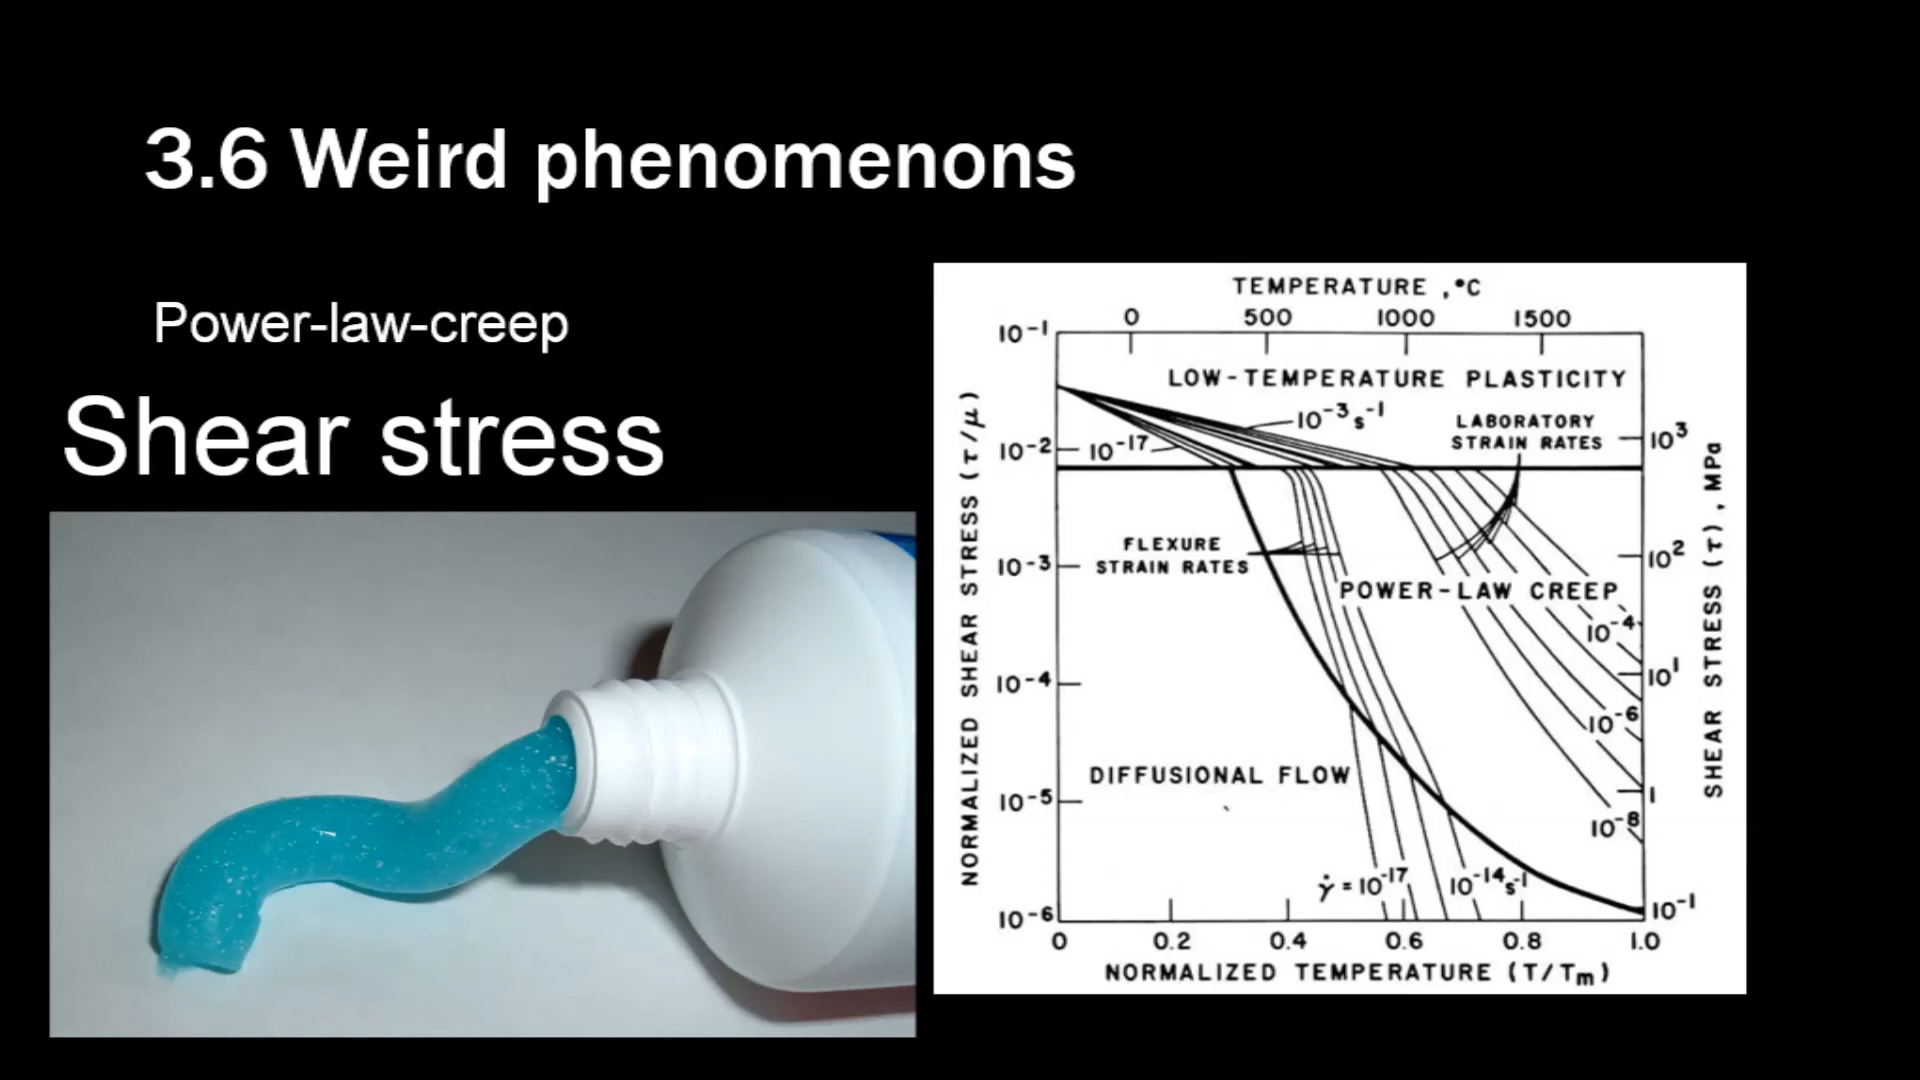 3.6 Weird phenomenons
Power-law-creep
Shear stress
TEMPERATURE ,°C
0 500 1000 1500
LOW-TEMPERATURE PLASTICITY
10⁻³s⁻¹
10⁻¹⁷
LABORATORY
STRAIN RATES
FLEXURE
STRAIN RATES
POWER-LAW CREEP
10⁻⁴
10⁻⁶
10⁻⁸
DIFFUSIONAL FLOW
γ̇ = 10⁻¹⁷
10⁻¹⁴s⁻¹
NORMALIZED SHEAR STRESS (τ/μ)
10⁻¹
10⁻²
10⁻³
10⁻⁴
10⁻⁵
10⁻⁶
SHEAR STRESS (τ), MPa
10³
10²
10¹
1
10⁻¹
0 0.2 0.4 0.6 0.8 1.0
NORMALIZED TEMPERATURE (T/Tₘ)